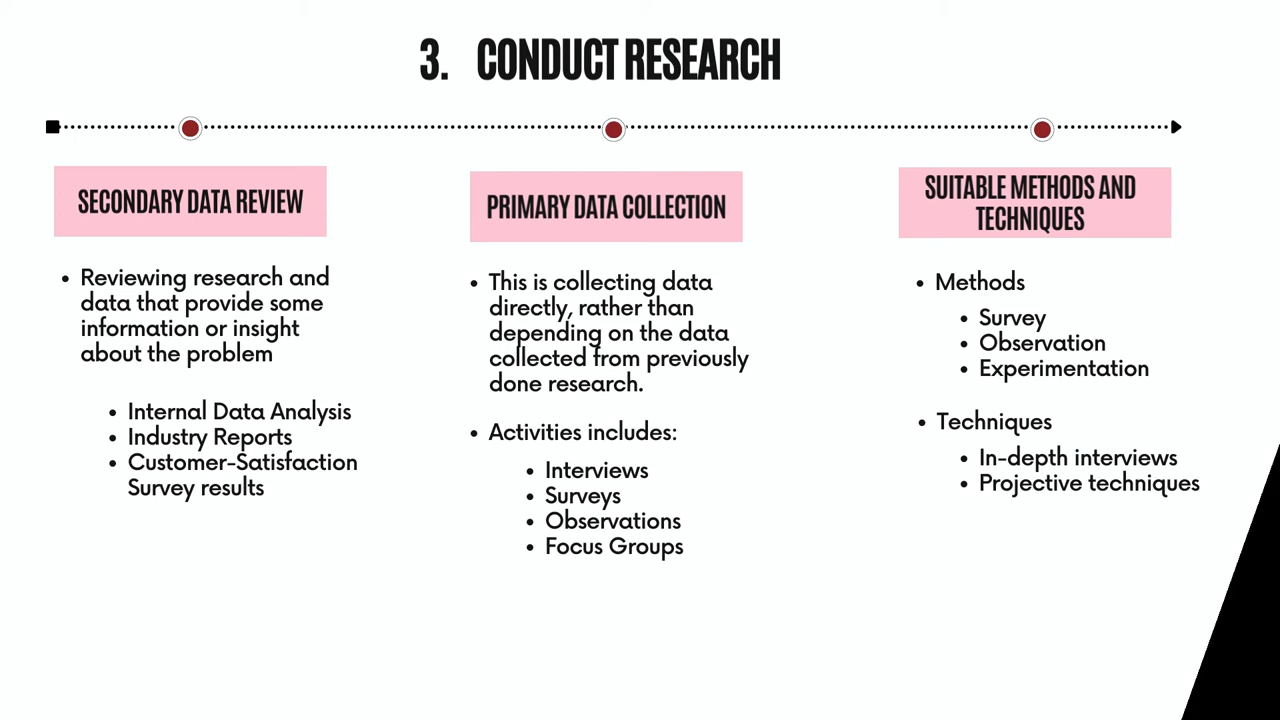 3. CONDUCT RESEARCH
SECONDARY DATA REVIEW
• Reviewing research and
data that provide some
information or insight
about the problem
• Internal Data Analysis
• Industry Reports
• Customer-Satisfaction
Survey results
PRIMARY DATA COLLECTION
• This is collecting data
directly, rather than
depending on the data
collected from previously
done research.
• Activities includes:
• Interviews
• Surveys
• Observations
• Focus Groups
SUITABLE METHODS AND
TECHNIQUES
• Methods
• Survey
• Observation
• Experimentation
• Techniques
• In-depth interviews
• Projective techniques